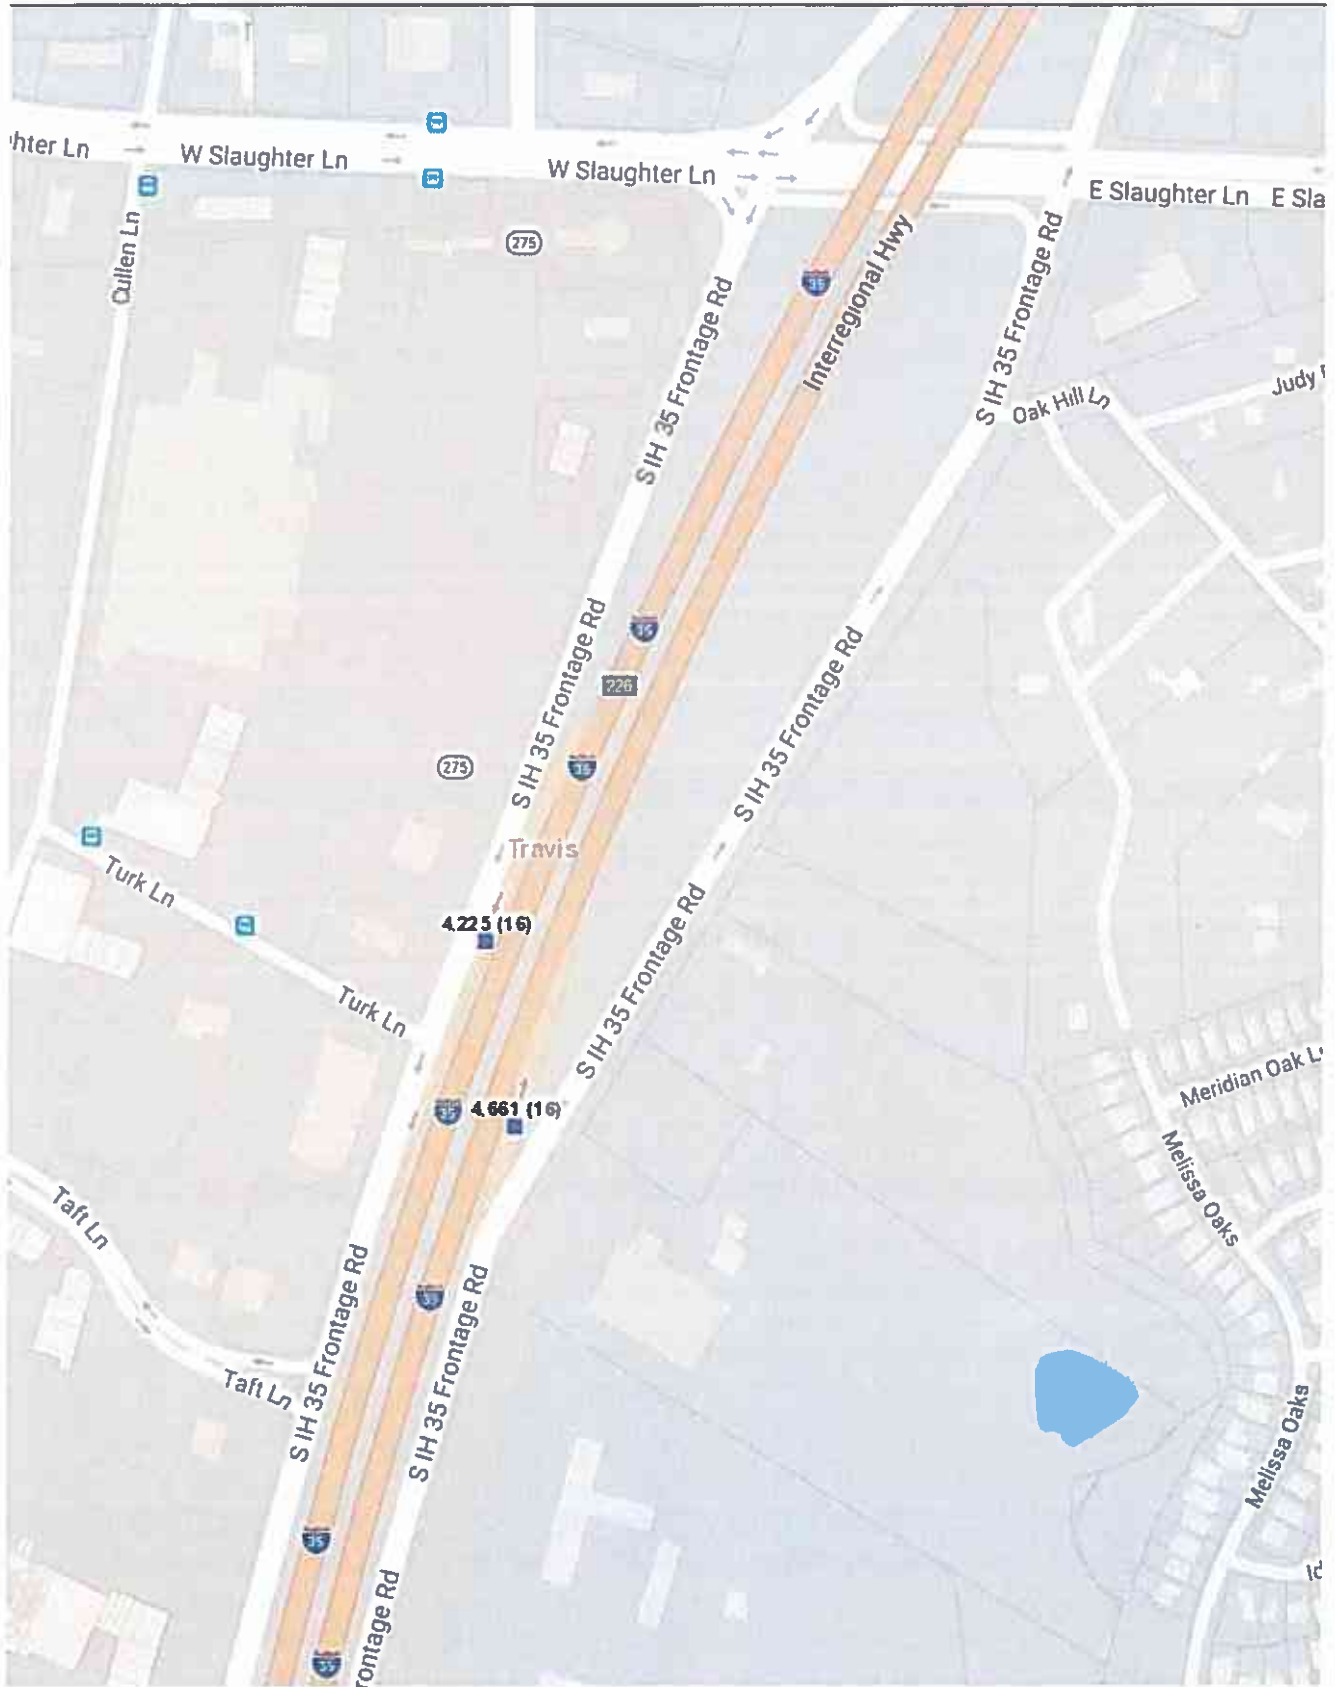 hter Ln
W Slaughter Ln
W Slaughter Ln
E Slaughter Ln
E Sla
Cullen Ln
275
S IH 35 Frontage Rd
35
Interregional Hwy
S IH 35 Frontage Rd
Oak Hill Ln
Judy
S IH 35 Frontage Rd
35
226
S IH 35 Frontage Rd
275
35
Travis
Turk Ln
4,225 (16)
S IH 35 Frontage Rd
Turk Ln
35
4,661 (16)
Meridian Oak L
Melissa Oaks
Taft Ln
S IH 35 Frontage Rd
35
S IH 35 Frontage Rd
Taft Ln
Melissa Oaks
35
Id
rontage Rd
35